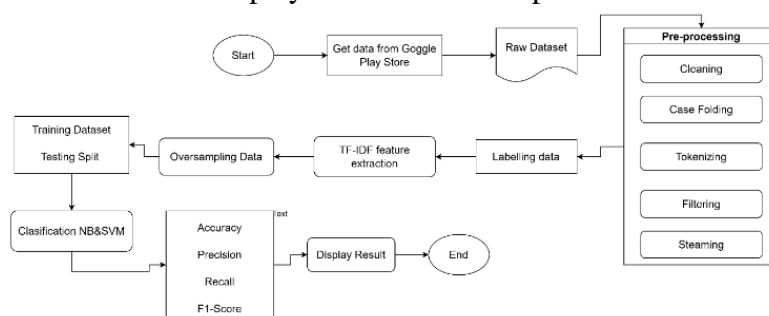 Start
Get data from Goggle
Play Store
Raw Dataset
Pre-processing
Cleaning
Case Folding
Tokenizing
Filtering
Steaming
Labelling data
TF-IDF feature
extraction
Oversampling Data
Training Dataset
Testing Split
Clasification NB&SVM
Text
Accuracy
Precision
Recall
F1-Score
Display Result
End